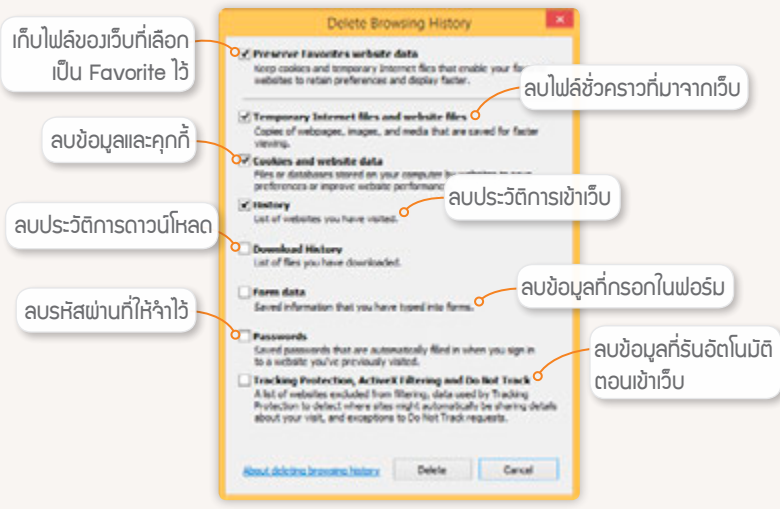 Delete Browsing History
เก็บไฟล์ของเว็บที่เลือก
เป็น Favorite ไว้
Preserve Favorites website data
Keep cookies and temporary Internet files that enable your
websites to retain preferences and display faster.
ลบไฟล์ชั่วคราวที่มาจากเว็บ
Temporary Internet files and website files
Copies of webpages, images, and media that are saved for faster
viewing.
ลบข้อมูลและคุกกี้
Cookies and website data
Files or databases stored on your computer by websites to save
preferences or improve website performance
ลบประวัติการเข้าเว็บ
History
List of websites you have visited.
ลบประวัติการดาวน์โหลด
Download History
List of files you have downloaded.
ลบข้อมูลที่กรอกในฟอร์ม
Form data
Saved information that you have typed into forms.
ลบรหัสผ่านที่ให้จำไว้
Passwords
Saved passwords that are automatically filled in when you sign in
to a website you've previously visited.
ลบข้อมูลที่รันอัตโนมัติ
ตอนเข้าเว็บ
Tracking Protection, ActiveX Filtering and Do Not Track
A list of websites excluded from filtering, data used by Tracking
Protection to detect where sites might automatically be sharing details
about your visit, and exceptions to Do Not Track requests.
About deleting browsing history
Delete
Cancel